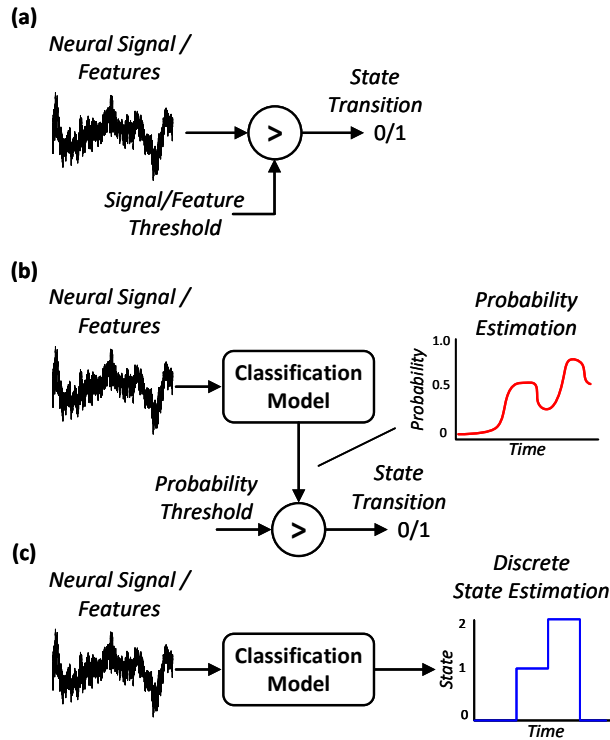 (a)
Neural Signal /
Features
State
Transition
>
0/1
Signal/Feature
Threshold
(b)
Neural Signal /
Features
Probability
Estimation
Classification
Model
1.0
0.5
0
Probability
Time
Probability
Threshold
State
Transition
>
0/1
(c)
Neural Signal /
Features
Discrete
State Estimation
Classification
Model
2
1
0
State
Time